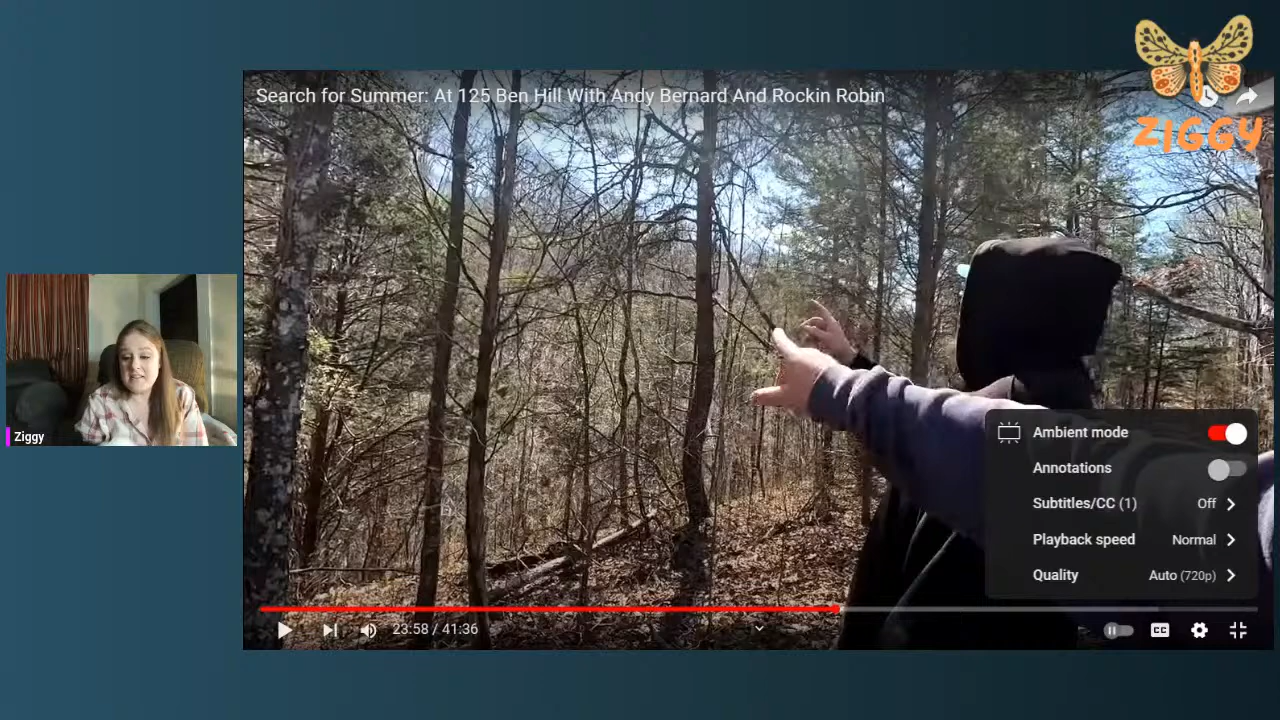 Search for Summer: At 125 Ben Hill With Andy Bernard And Rockin Robin
ZIGGY
Ziggy
Ambient mode
Annotations
Subtitles/CC (1) Off
Playback speed Normal
Quality Auto (720p)
23:58 / 41:36
CC